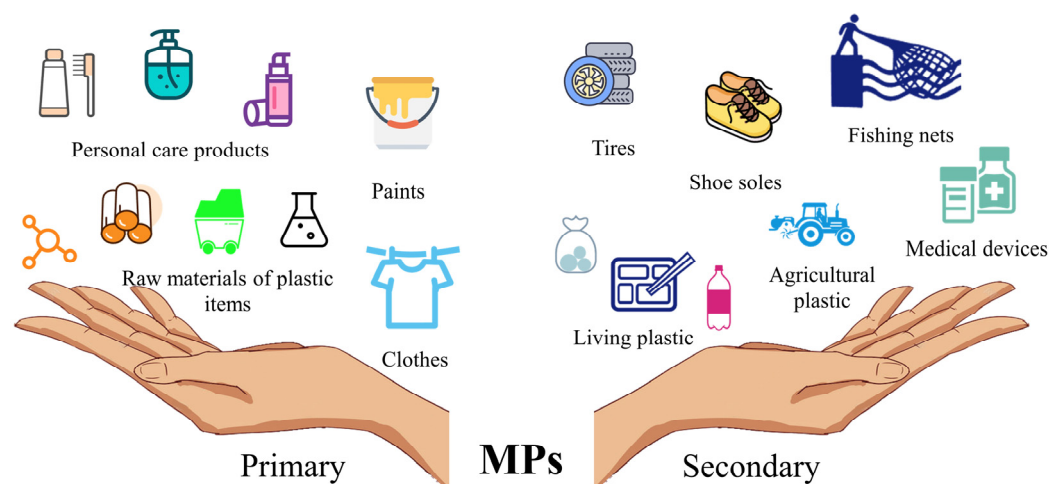 Personal care products
Paints
Raw materials of plastic
items
Clothes
Primary
MPs
Tires
Shoe soles
Fishing nets
Medical devices
Agricultural
plastic
Living plastic
Secondary